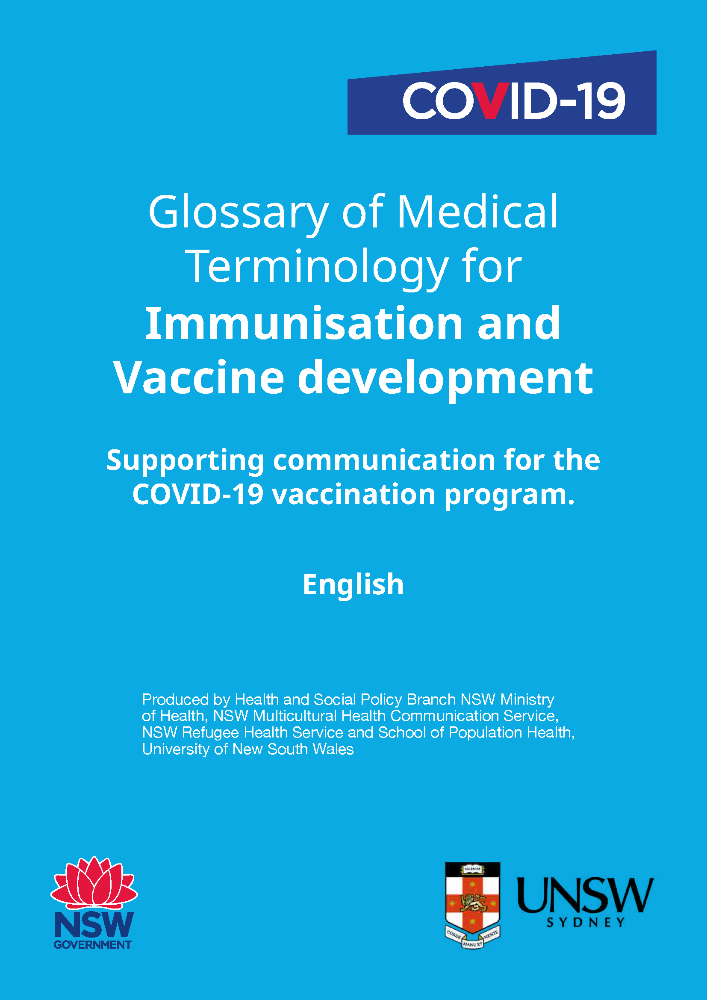 COVID-19
Glossary of Medical
Terminology for
Immunisation and
Vaccine development
Supporting communication for the
COVID-19 vaccination program.
English
Produced by Health and Social Policy Branch NSW Ministry
of Health, NSW Multicultural Health Communication Service,
NSW Refugee Health Service and School of Population Health,
University of New South Wales
NSW
GOVERNMENT
SCIENTIA
CORDE
MANU ET
MENTE
UNSW
SYDNEY